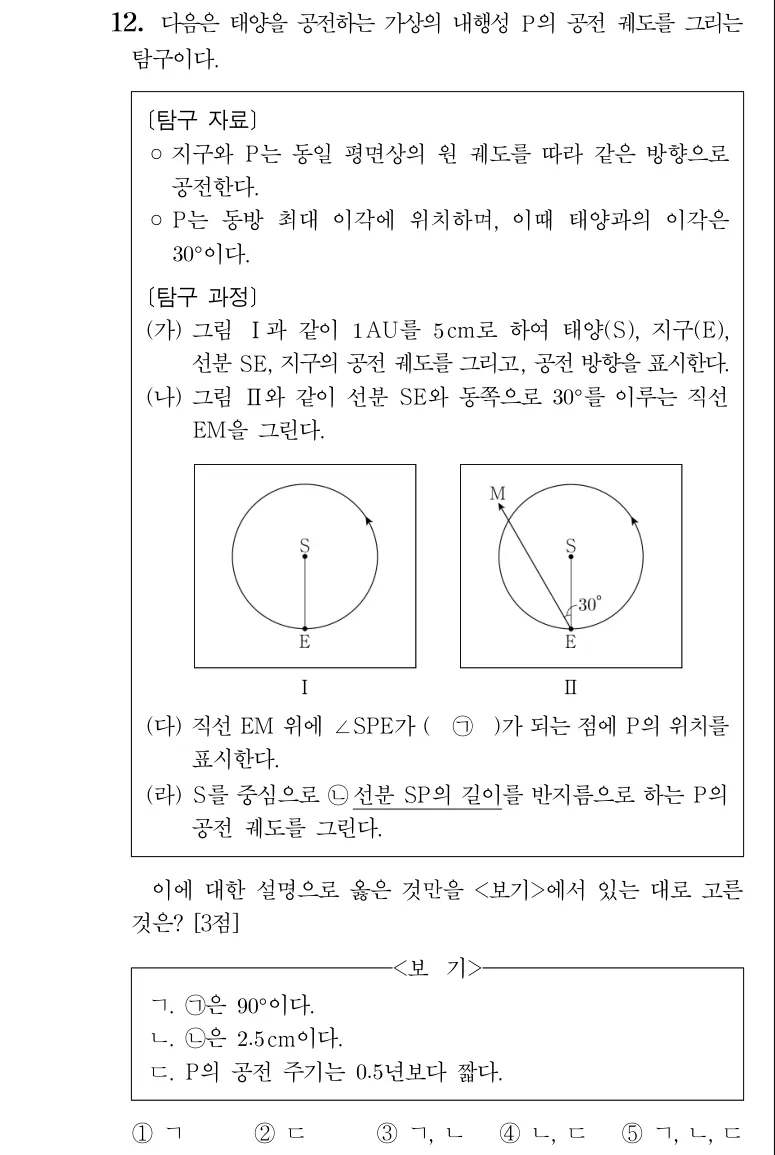 12. 다음은 태양을 공전하는 가상의 내행성 P의 공전 궤도를 그리는
탐구이다.
〔탐구 자료〕
○ 지구와 P는 동일 평면상의 원 궤도를 따라 같은 방향으로
공전한다.
○ P는 동방 최대 이각에 위치하며, 이때 태양과의 이각은
30°이다.
〔탐구 과정〕
(가) 그림 Ⅰ과 같이 1AU를 5cm로 하여 태양(S), 지구(E),
선분 SE, 지구의 공전 궤도를 그리고, 공전 방향을 표시한다.
(나) 그림 Ⅱ와 같이 선분 SE와 동쪽으로 30°를 이루는 직선
EM을 그린다.
S
E
Ⅰ
M
S
30°
E
Ⅱ
(다) 직선 EM 위에 ∠SPE가 ( ㉠ )가 되는 점에 P의 위치를
표시한다.
(라) S를 중심으로 ㉡ 선분 SP의 길이를 반지름으로 하는 P의
공전 궤도를 그린다.
이에 대한 설명으로 옳은 것만을 <보기>에서 있는 대로 고른
것은? [3점]
<보 기>
ㄱ. ㉠은 90°이다.
ㄴ. ㉡은 2.5cm이다.
ㄷ. P의 공전 주기는 0.5년보다 짧다.
① ㄱ ② ㄷ ③ ㄱ, ㄴ ④ ㄴ, ㄷ ⑤ ㄱ, ㄴ, ㄷ